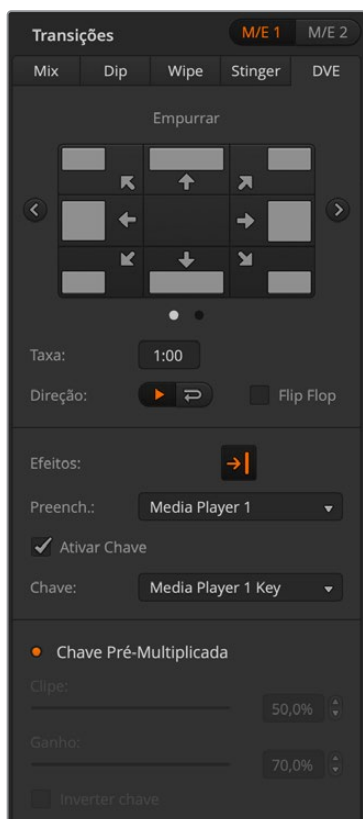 Transições M/E 1 M/E 2
Mix Dip Wipe Stinger DVE
Empurrar
Taxa: 1:00
Direção: Flip Flop
Efeitos:
Preench.: Media Player 1
Ativar Chave
Chave: Media Player 1 Key
Chave Pré-Multiplicada
Clipe:
50,0%
Ganho:
70,0%
Inverter chave